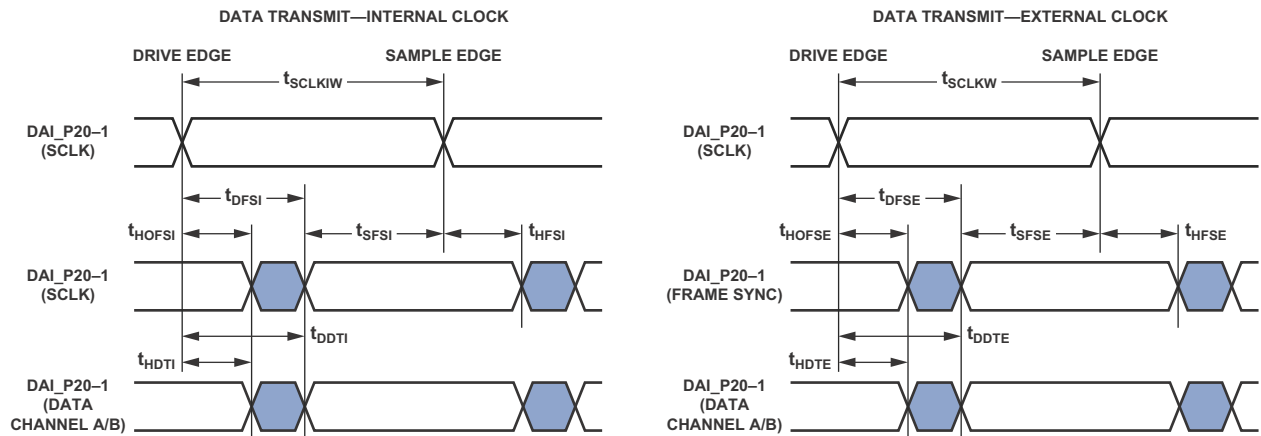 DATA TRANSMIT—INTERNAL CLOCK
DRIVE EDGE
SAMPLE EDGE
tSCLKIW
DAI_P20–1
(SCLK)
tDFSI
tHOFSI
tSFSI
tHFSI
DAI_P20–1
(SCLK)
tDDTI
tHDTI
DAI_P20–1
(DATA
CHANNEL A/B)
DATA TRANSMIT—EXTERNAL CLOCK
DRIVE EDGE
SAMPLE EDGE
tSCLKW
DAI_P20–1
(SCLK)
tDFSE
tHOFSE
tSFSE
tHFSE
DAI_P20–1
(FRAME SYNC)
tDDTE
tHDTE
DAI_P20–1
(DATA
CHANNEL A/B)